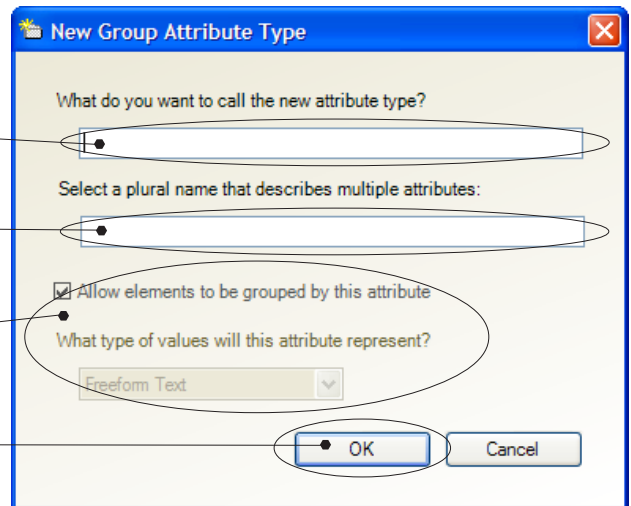 New Group Attribute Type
What do you want to call the new attribute type?
Select a plural name that describes multiple attributes:
Allow elements to be grouped by this attribute
What type of values will this attribute represent?
Freeform Text
OK Cancel